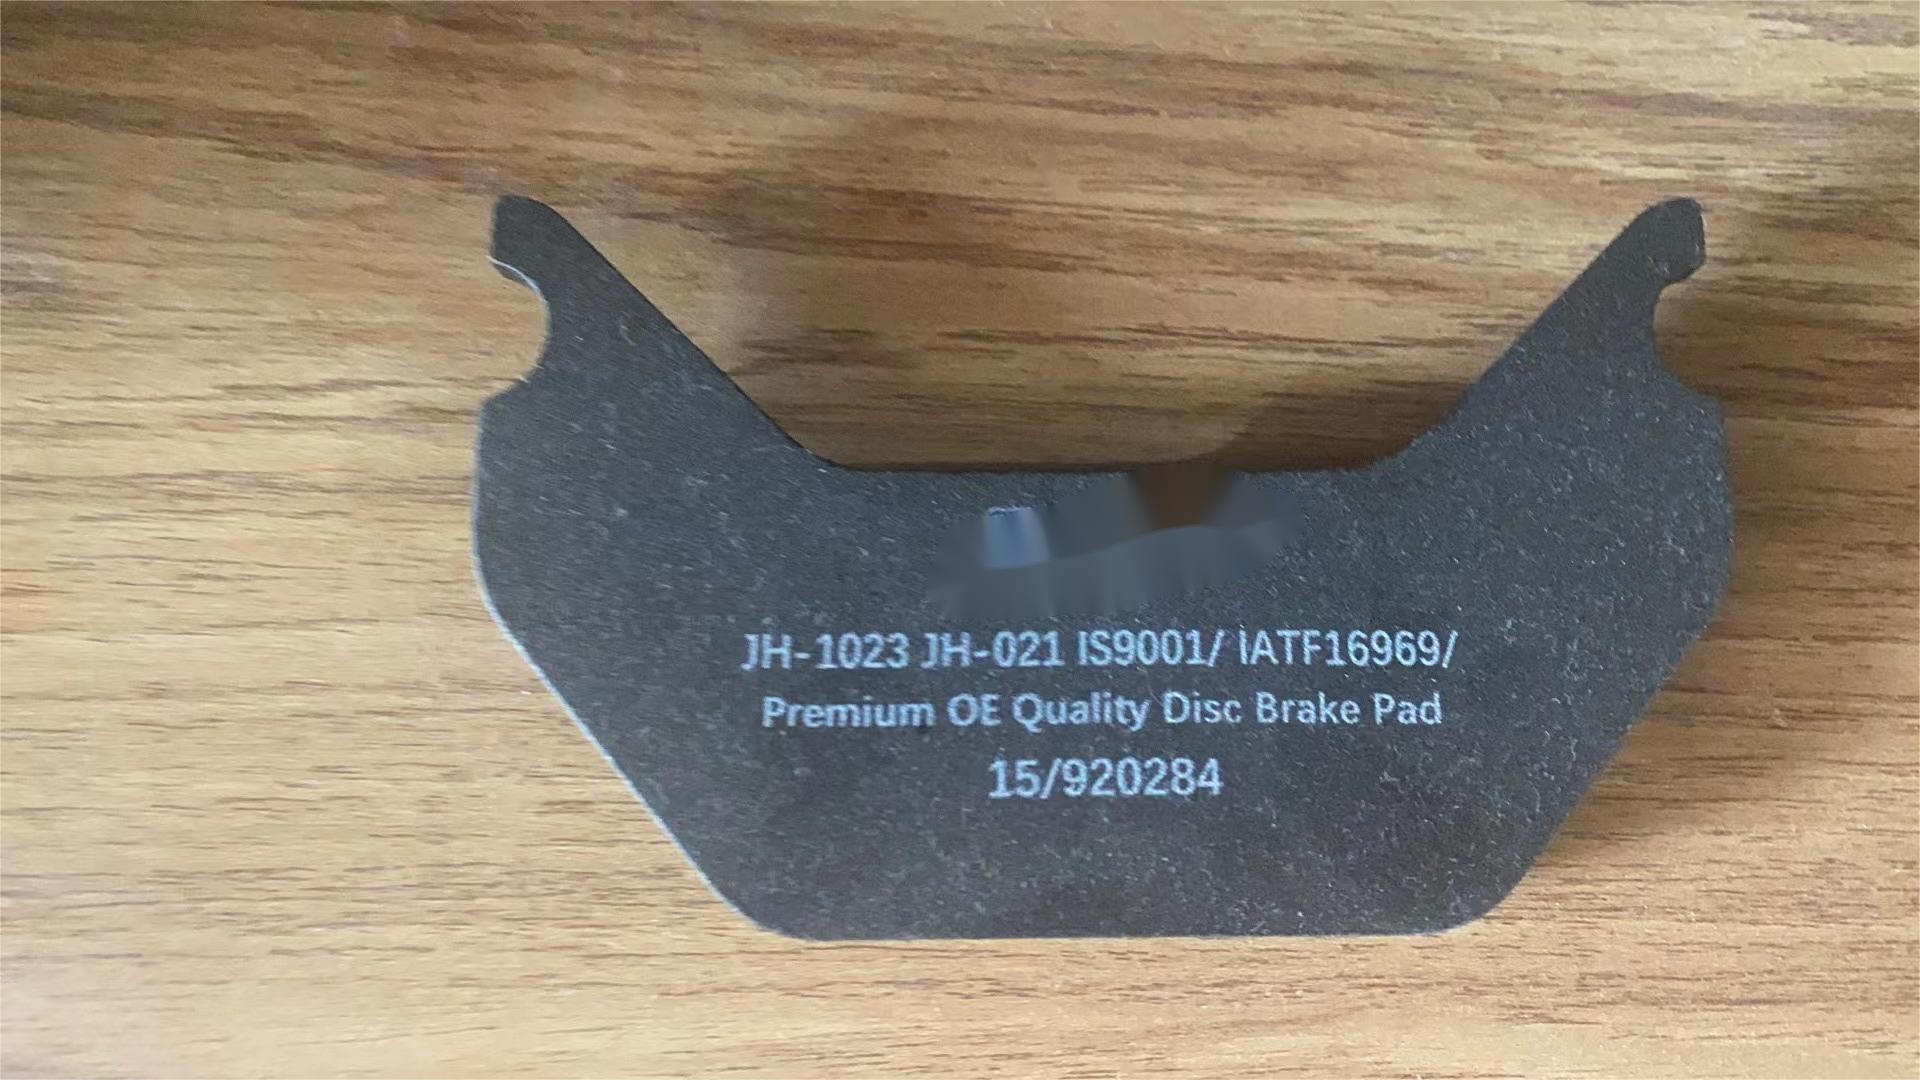 JH-1023 JH-021 IS9001/ iATF16969/
Premium OE Quality Disc Brake Pad
15/920284